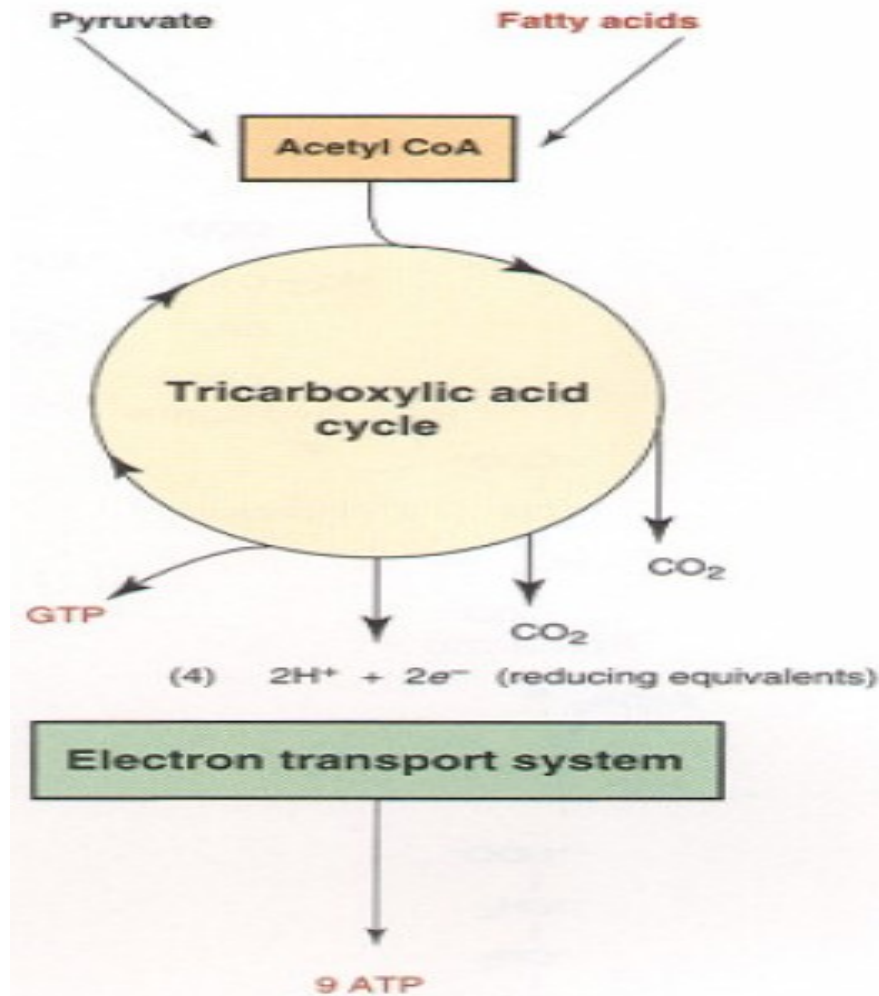 Pyruvate
Fatty acids
Acetyl CoA
Tricarboxylic acid
cycle
CO₂
GTP
CO₂
(4) 2H⁺ + 2e⁻ (reducing equivalents)
Electron transport system
9 ATP